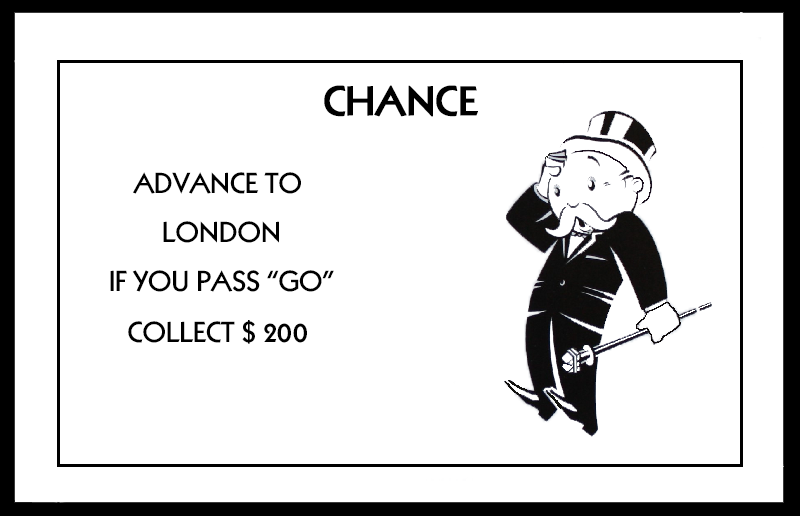 CHANCE
ADVANCE TO
LONDON
IF YOU PASS “GO”
COLLECT $ 200